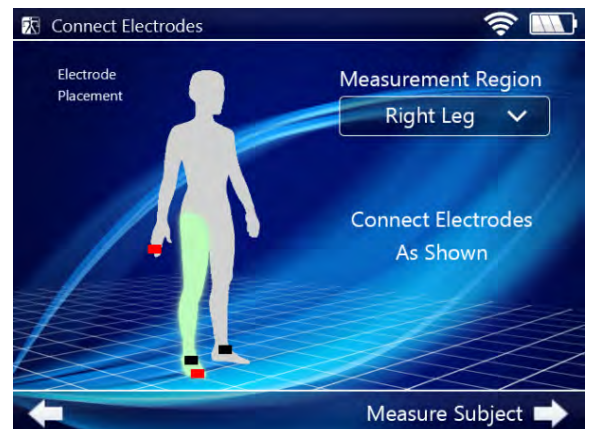 Connect Electrodes
Electrode
Placement
Measurement Region
Right Leg
Connect Electrodes
As Shown
Measure Subject